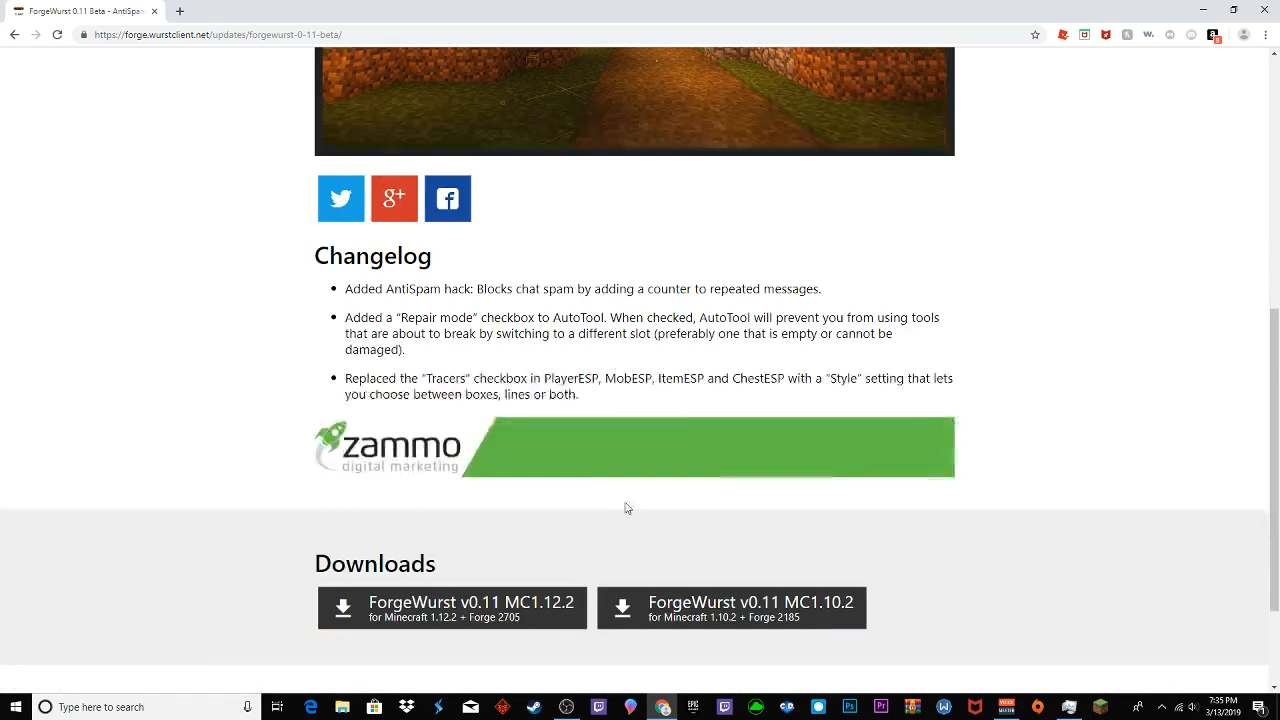 ForgeWurst 0.11 Beta - AntiSpan
https://forge.wurstclient.net/updates/forgewurst-0-11-beta/
Changelog
Added AntiSpam hack: Blocks chat spam by adding a counter to repeated messages.
Added a “Repair mode” checkbox to AutoTool. When checked, AutoTool will prevent you from using tools
that are about to break by switching to a different slot (preferably one that is empty or cannot be
damaged).
Replaced the “Tracers” checkbox in PlayerESP, MobESP, ItemESP and ChestESP with a “Style” setting that lets
you choose between boxes, lines or both.
zammo
digital marketing
Downloads
ForgeWurst v0.11 MC1.12.2
for Minecraft 1.12.2 + Forge 2705
ForgeWurst v0.11 MC1.10.2
for Minecraft 1.10.2 + Forge 2185
Type here to search
7:35 PM
3/13/2019